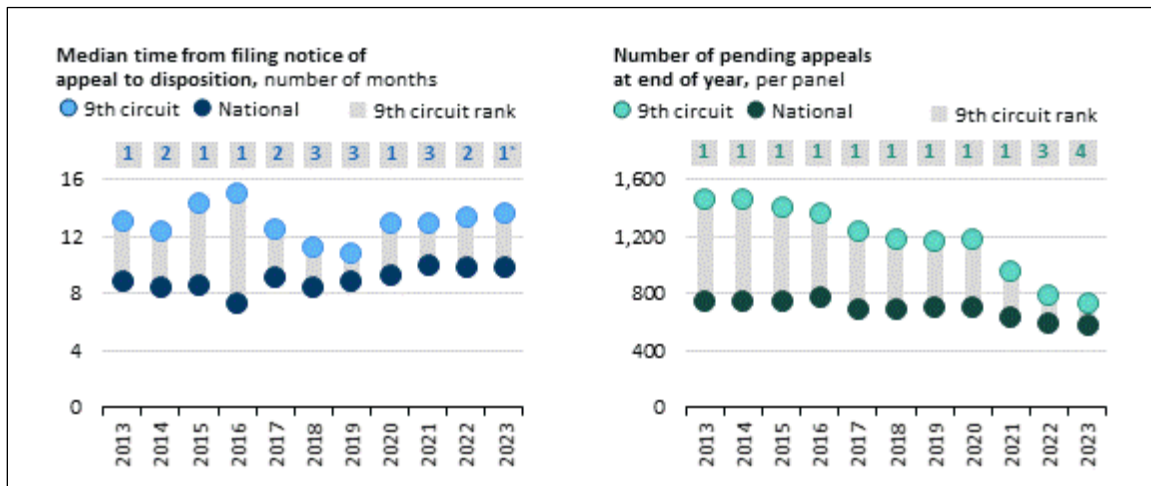 Median time from filing notice of
appeal to disposition, number of months
9th circuit National 9th circuit rank
1 2 1 1 2 3 3 1 3 2 1*
16
12
8
4
0
2013 2014 2015 2016 2017 2018 2019 2020 2021 2022 2023
Number of pending appeals
at end of year, per panel
9th circuit National 9th circuit rank
1 1 1 1 1 1 1 1 1 3 4
1,600
1,200
800
400
0
2013 2014 2015 2016 2017 2018 2019 2020 2021 2022 2023